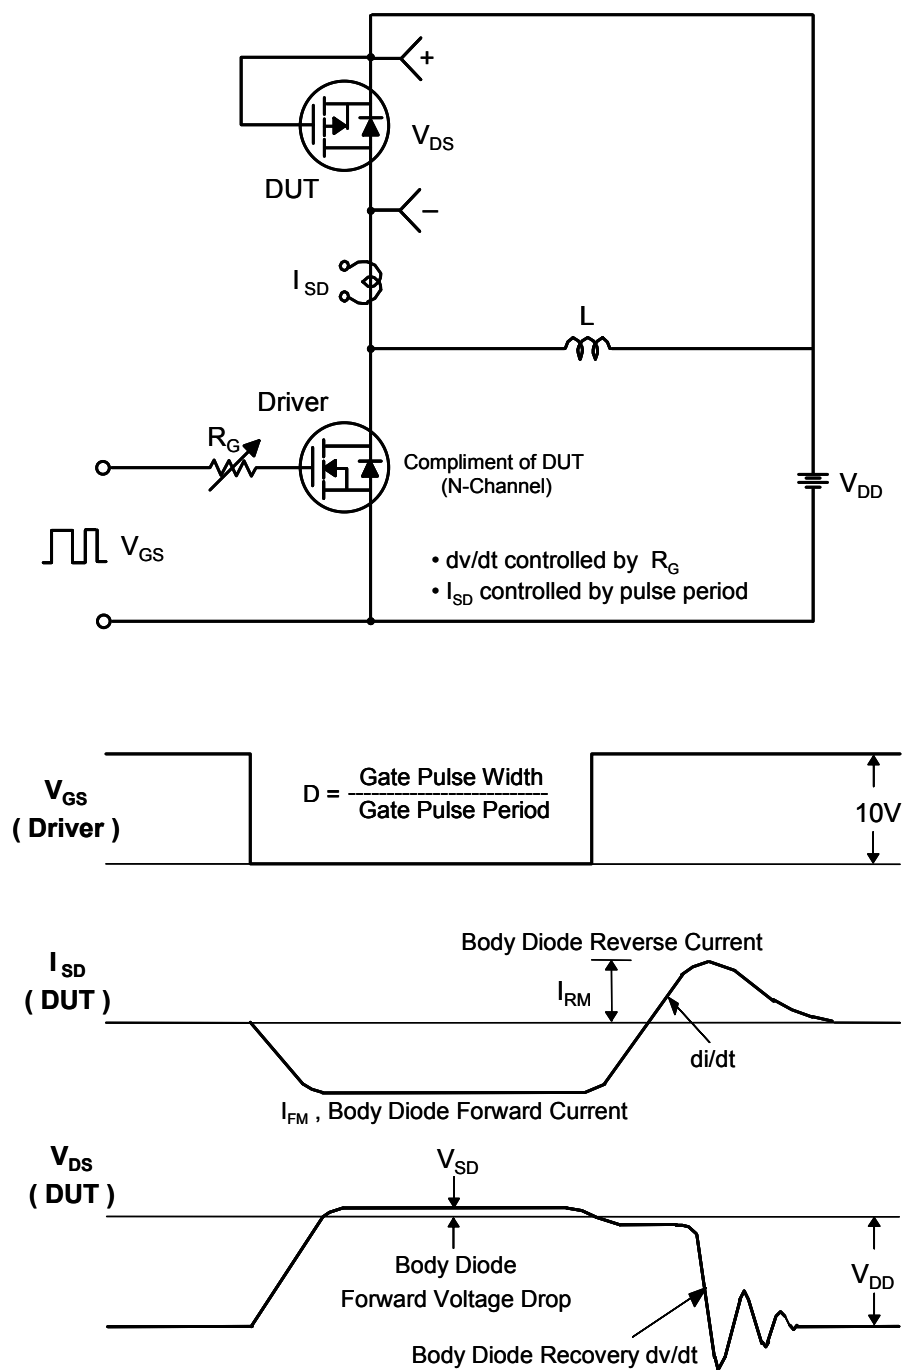 +
V_DS
DUT
−
I_SD
L
Driver
R_G
Compliment of DUT
(N-Channel)
V_DD
V_GS
• dv/dt controlled by R_G
• I_SD controlled by pulse period
V_GS
( Driver )
D =
Gate Pulse Width
--------------------------
Gate Pulse Period
10V
I_SD
( DUT )
Body Diode Reverse Current
I_RM
di/dt
I_FM , Body Diode Forward Current
V_DS
( DUT )
V_SD
Body Diode
Forward Voltage Drop
V_DD
Body Diode Recovery dv/dt